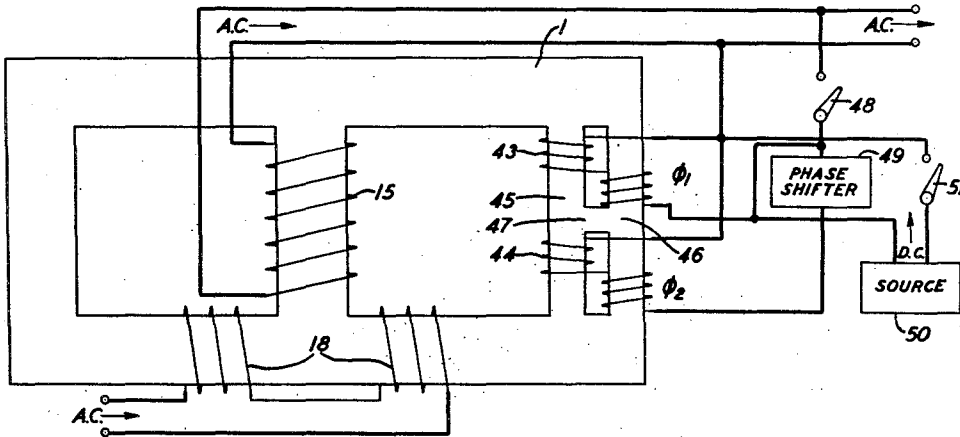 A.C.
A.C.
1
48
49
PHASE
SHIFTER
43
15
45
47
44
46
ϕ1
ϕ2
D.C.
SOURCE
50
18
A.C.